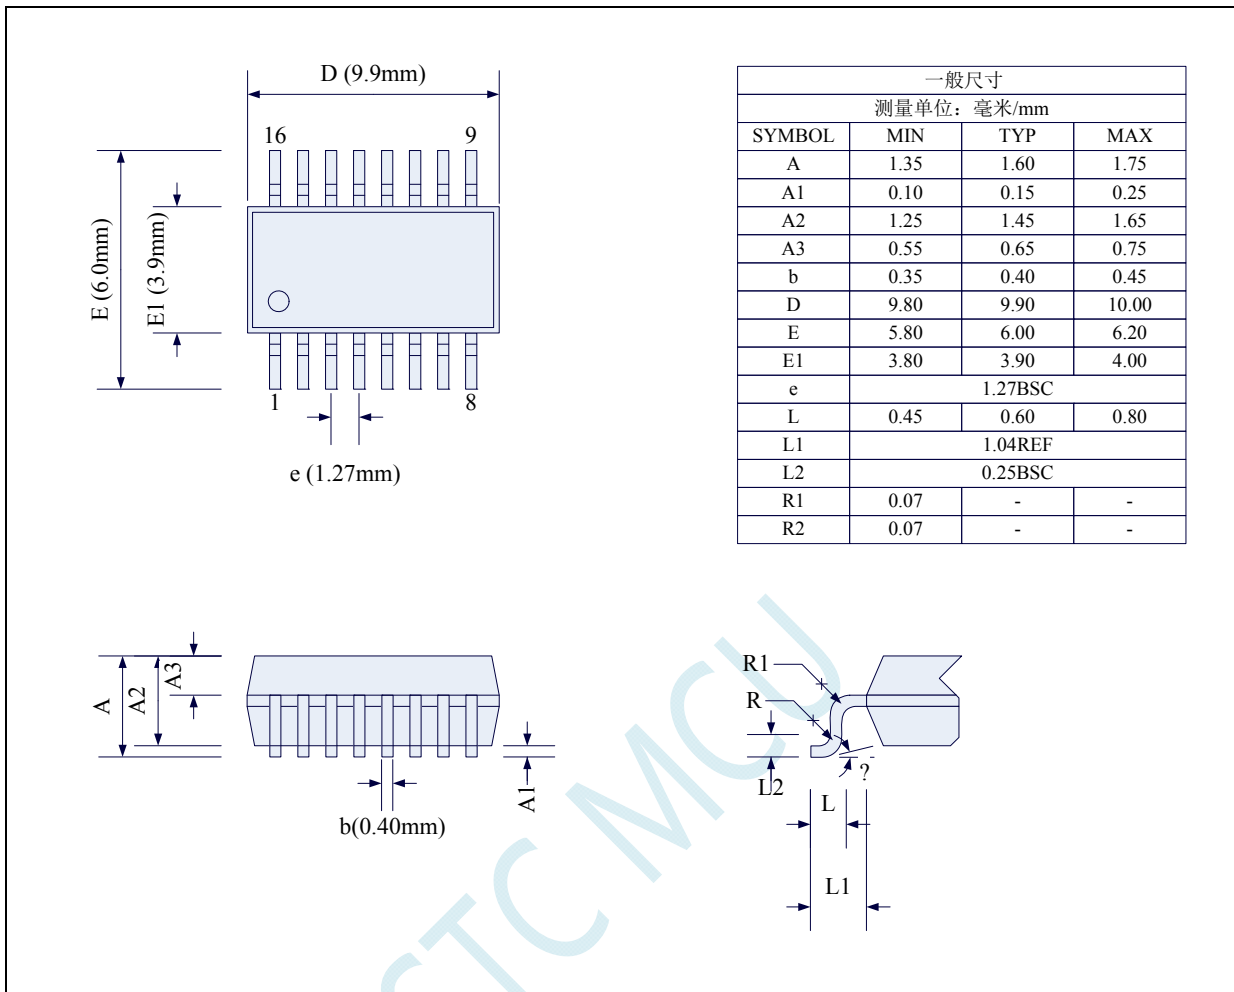 D (9.9mm)
16 9
E (6.0mm)
E1 (3.9mm)
1 8
e (1.27mm)
一般尺寸
测量单位：毫米/mm
SYMBOL MIN TYP MAX
A 1.35 1.60 1.75
A1 0.10 0.15 0.25
A2 1.25 1.45 1.65
A3 0.55 0.65 0.75
b 0.35 0.40 0.45
D 9.80 9.90 10.00
E 5.80 6.00 6.20
E1 3.80 3.90 4.00
e 1.27BSC
L 0.45 0.60 0.80
L1 1.04REF
L2 0.25BSC
R1 0.07 - -
R2 0.07 - -
A
A2
A3
A1
b(0.40mm)
R1
R
L2
?
L
L1
STC MCU